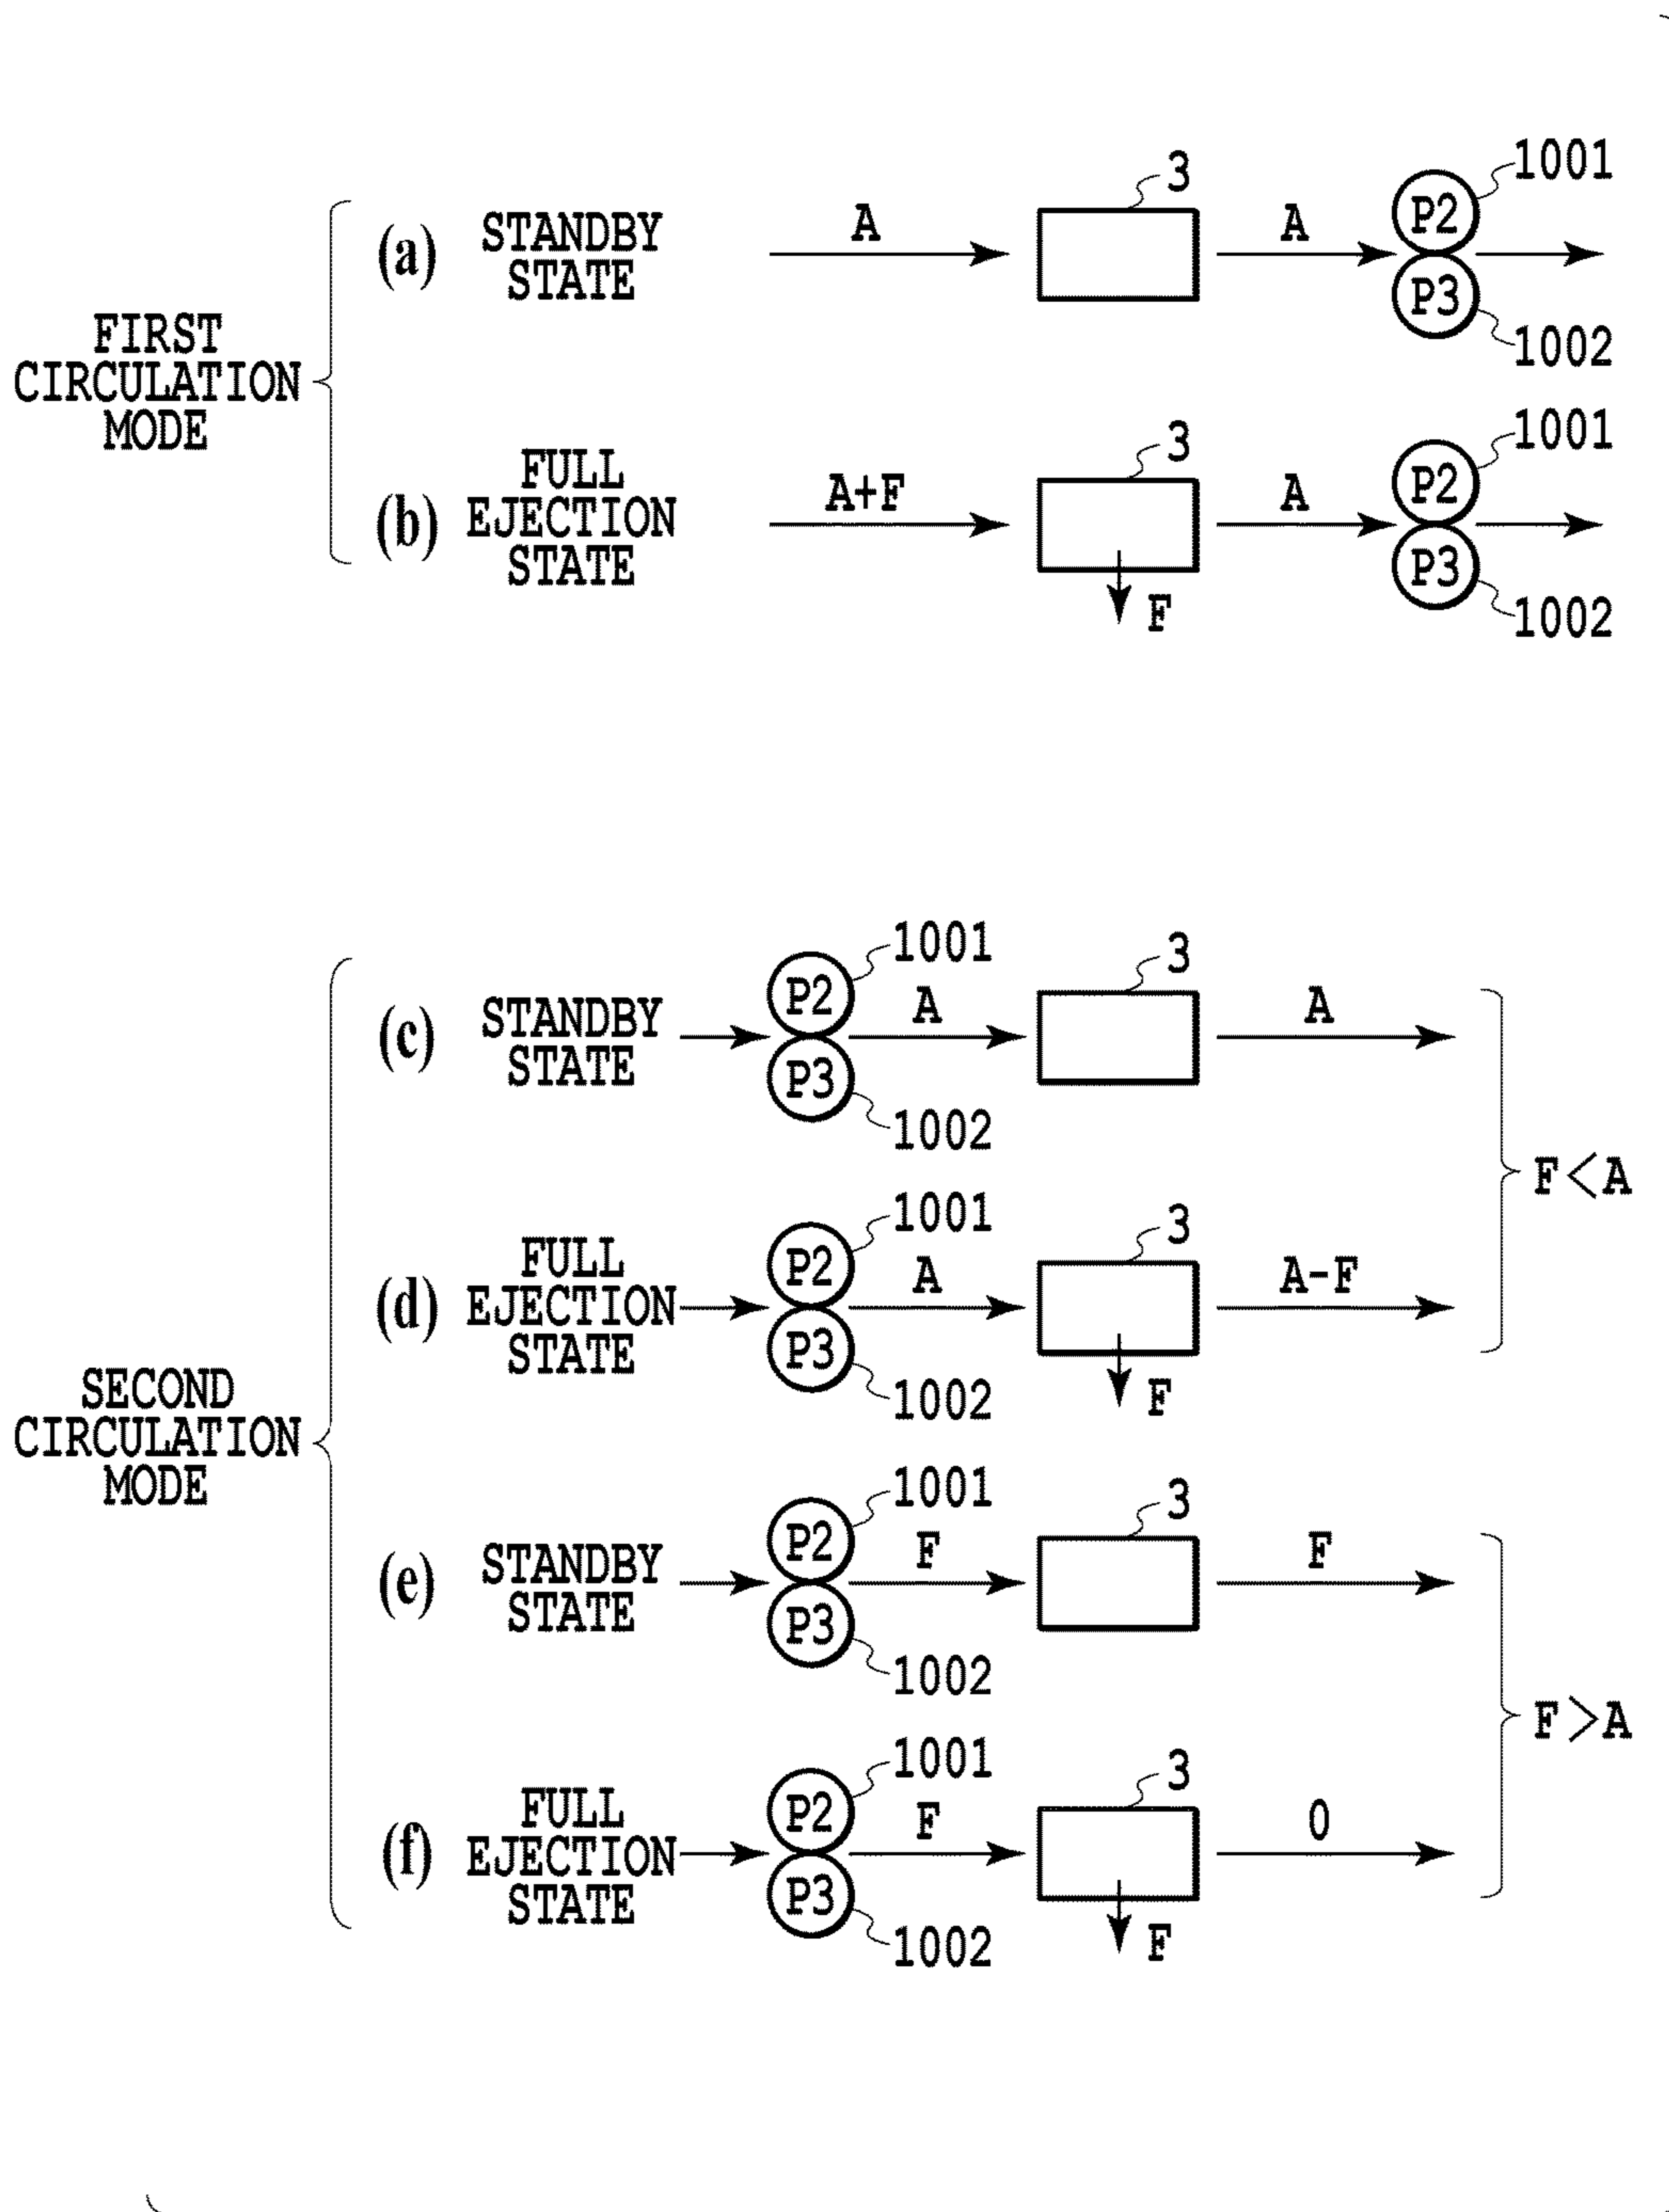 FIRST
CIRCULATION
MODE
(a)
STANDBY
STATE
A
3
A
P2
P3
1001
1002
(b)
FULL
EJECTION
STATE
A+F
3
F
A
P2
P3
1001
1002
SECOND
CIRCULATION
MODE
(c)
STANDBY
STATE
P2
P3
1001
1002
A
3
A
(d)
FULL
EJECTION
STATE
P2
P3
1001
1002
A
3
F
A-F
F<A
(e)
STANDBY
STATE
P2
P3
1001
1002
F
3
F
(f)
FULL
EJECTION
STATE
P2
P3
1001
1002
F
3
F
0
F>A